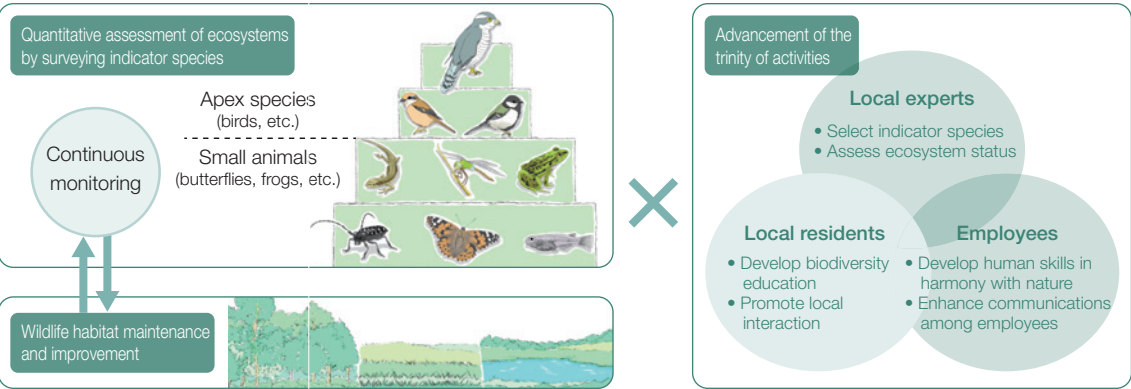 Quantitative assessment of ecosystems
by surveying indicator species
Apex species
(birds, etc.)
Small animals
(butterflies, frogs, etc.)
Continuous
monitoring
Wildlife habitat maintenance
and improvement
×
Advancement of the
trinity of activities
Local experts
• Select indicator species
• Assess ecosystem status
Local residents
• Develop biodiversity
education
• Promote local
interaction
Employees
• Develop human skills in
harmony with nature
• Enhance communications
among employees